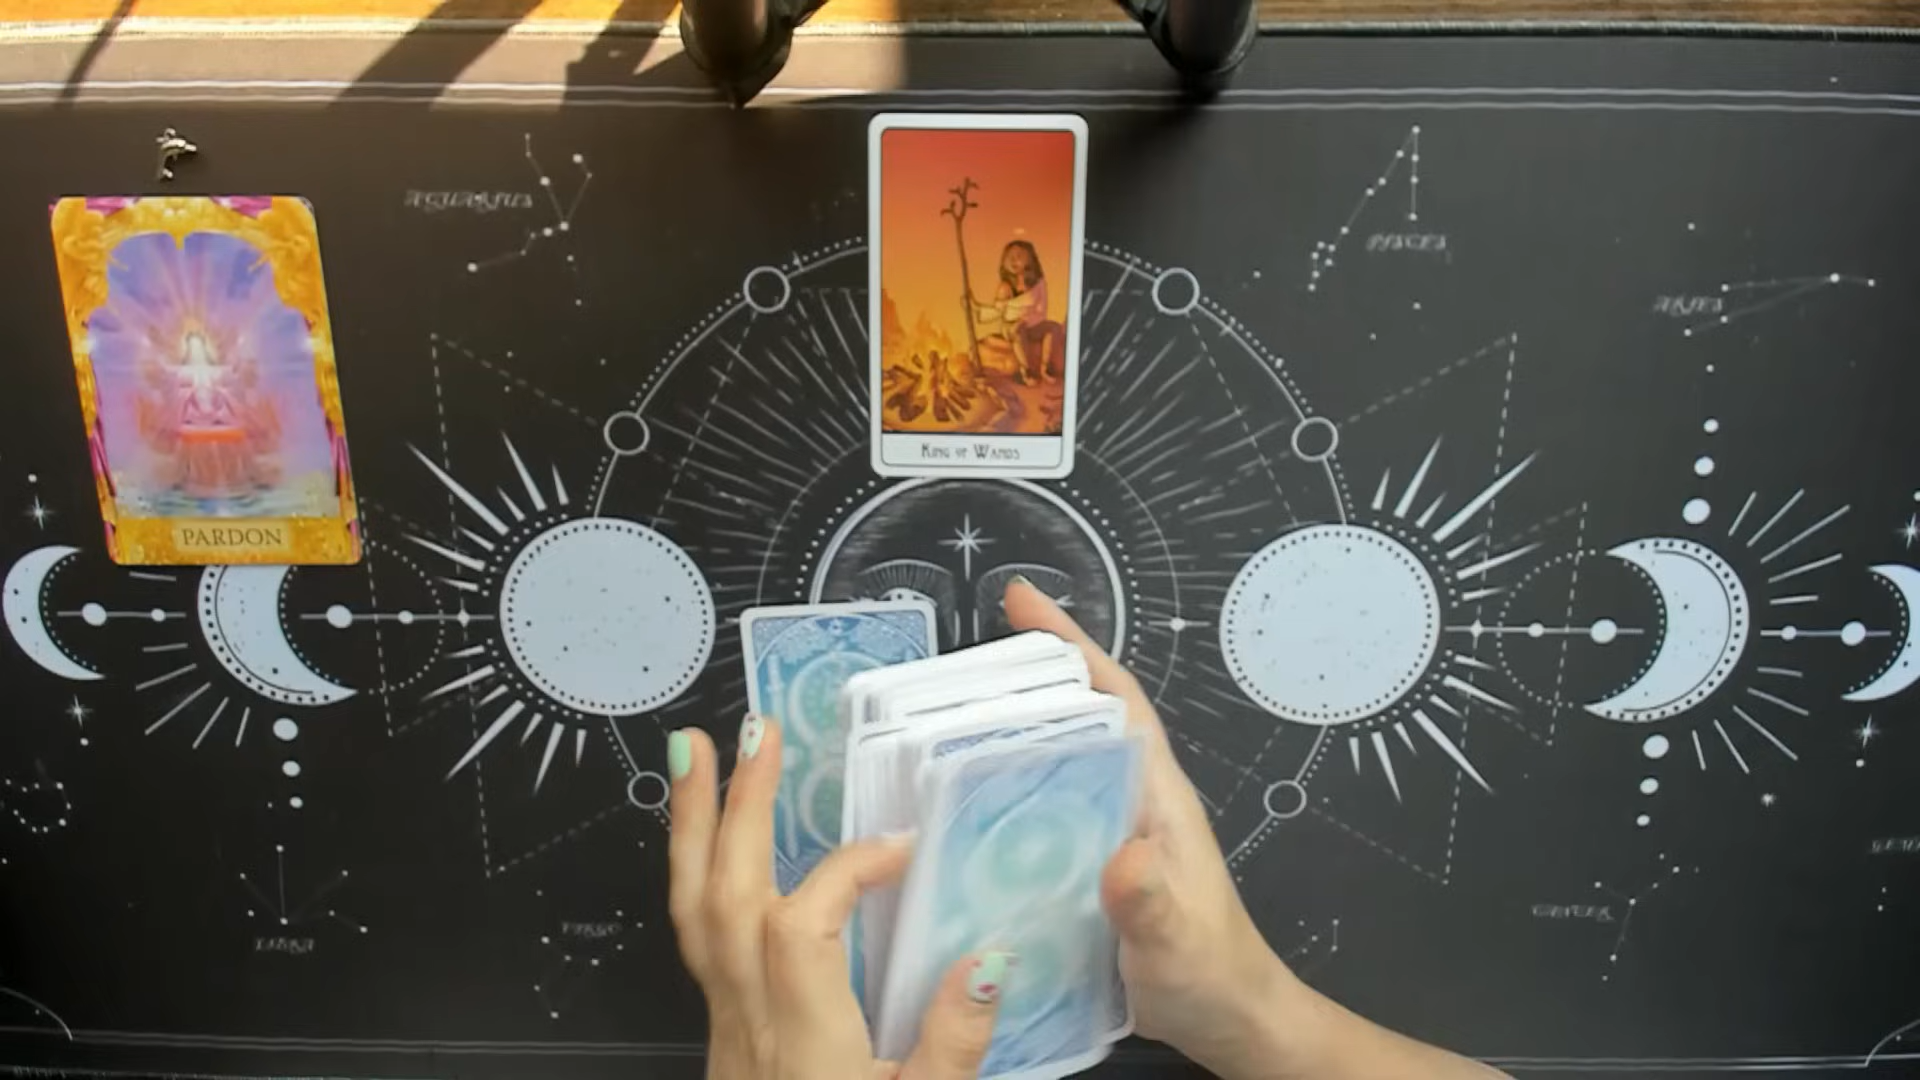 AQUARIUS
PISCES
ARIES
KING OF WANDS
PARDON
LIBRA
VIRGO
CANCER